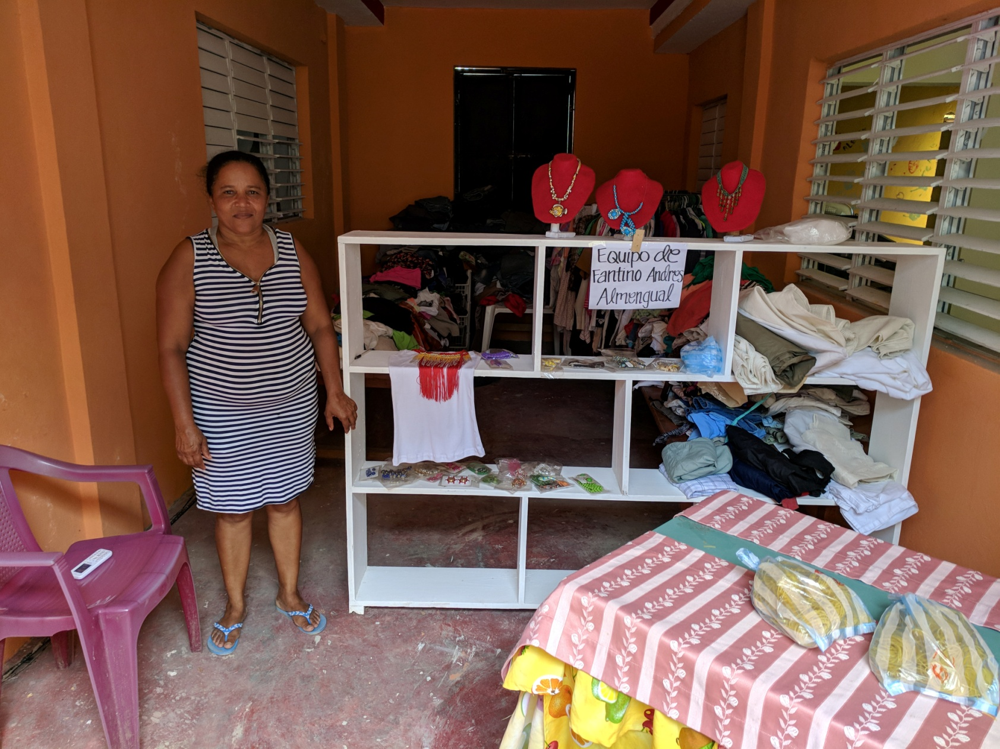 Equipo de
Fantino Andres
Almengual